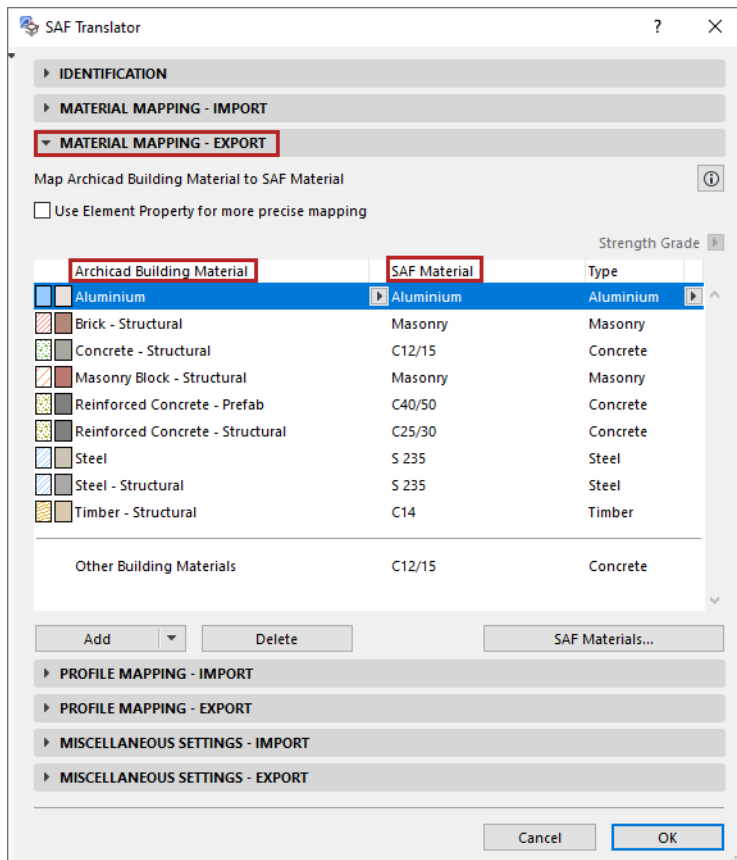 SAF Translator ?
IDENTIFICATION
MATERIAL MAPPING - IMPORT
MATERIAL MAPPING - EXPORT
Map Archicad Building Material to SAF Material
Use Element Property for more precise mapping
Strength Grade
Archicad Building Material SAF Material Type
Aluminium Aluminium Aluminium
Brick - Structural Masonry Masonry
Concrete - Structural C12/15 Concrete
Masonry Block - Structural Masonry Masonry
Reinforced Concrete - Prefab C40/50 Concrete
Reinforced Concrete - Structural C25/30 Concrete
Steel S 235 Steel
Steel - Structural S 235 Steel
Timber - Structural C14 Timber
Other Building Materials C12/15 Concrete
Add Delete SAF Materials...
PROFILE MAPPING - IMPORT
PROFILE MAPPING - EXPORT
MISCELLANEOUS SETTINGS - IMPORT
MISCELLANEOUS SETTINGS - EXPORT
Cancel OK